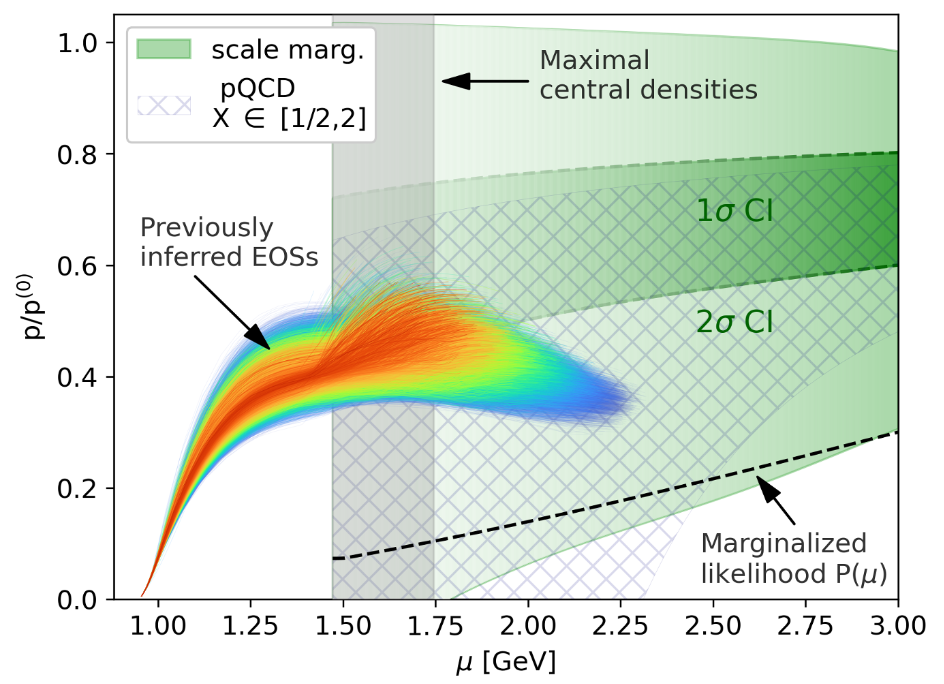 scale marg.
pQCD
X ∈ [1/2,2]
Maximal
central densities
Previously
inferred EOSs
1σ CI
2σ CI
Marginalized
likelihood P(μ)
p/p⁽⁰⁾
1.0
0.8
0.6
0.4
0.2
0.0
1.00 1.25 1.50 1.75 2.00 2.25 2.50 2.75 3.00
μ [GeV]